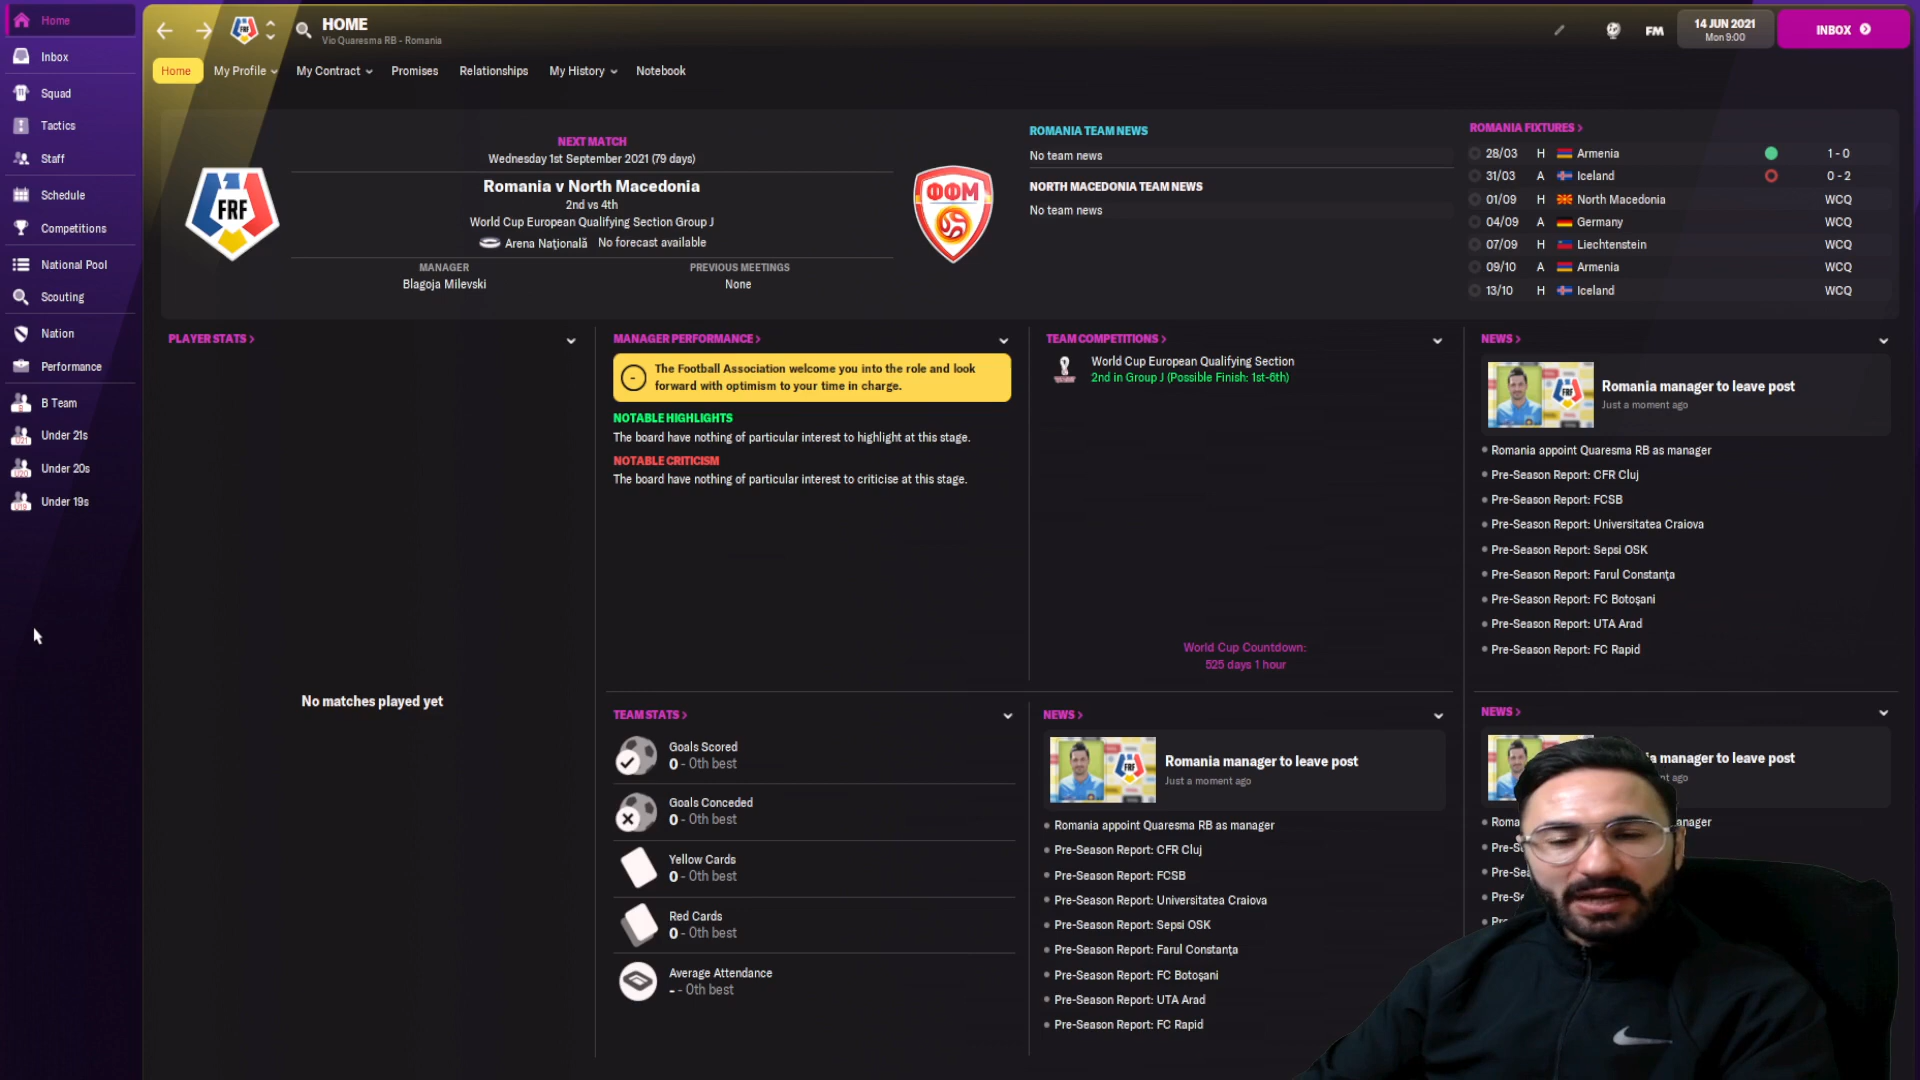 Home
Inbox
Squad
Tactics
Staff
Schedule
Competitions
National Pool
Scouting
Nation
Performance
B Team
Under 21s
Under 20s
Under 19s
HOME
Vio Quaresma RB - Romania
FM
14 JUN 2021
Mon 9:00
INBOX
Home
My Profile
My Contract
Promises
Relationships
My History
Notebook
FRF
NEXT MATCH
Wednesday 1st September 2021 (79 days)
Romania v North Macedonia
2nd vs 4th
World Cup European Qualifying Section Group J
Arena Naţională No forecast available
MANAGER
Blagoja Milevski
PREVIOUS MEETINGS
None
ФФМ
ROMANIA TEAM NEWS
No team news
NORTH MACEDONIA TEAM NEWS
No team news
ROMANIA FIXTURES >
28/03 H Armenia 1 - 0
31/03 A Iceland 0 - 2
01/09 H North Macedonia WCQ
04/09 A Germany WCQ
07/09 H Liechtenstein WCQ
09/10 A Armenia WCQ
13/10 H Iceland WCQ
PLAYER STATS >
No matches played yet
MANAGER PERFORMANCE >
The Football Association welcome you into the role and look
forward with optimism to your time in charge.
NOTABLE HIGHLIGHTS
The board have nothing of particular interest to highlight at this stage.
NOTABLE CRITICISM
The board have nothing of particular interest to criticise at this stage.
TEAM COMPETITIONS >
World Cup European Qualifying Section
2nd in Group J (Possible Finish: 1st-6th)
World Cup Countdown:
525 days 1 hour
NEWS >
Romania manager to leave post
Just a moment ago
Romania appoint Quaresma RB as manager
Pre-Season Report: CFR Cluj
Pre-Season Report: FCSB
Pre-Season Report: Universitatea Craiova
Pre-Season Report: Sepsi OSK
Pre-Season Report: Farul Constanţa
Pre-Season Report: FC Botoşani
Pre-Season Report: UTA Arad
Pre-Season Report: FC Rapid
TEAM STATS >
Goals Scored
0 - 0th best
Goals Conceded
0 - 0th best
Yellow Cards
0 - 0th best
Red Cards
0 - 0th best
Average Attendance
- - 0th best
NEWS >
FRF
Romania manager to leave post
Just a moment ago
Romania appoint Quaresma RB as manager
Pre-Season Report: CFR Cluj
Pre-Season Report: FCSB
Pre-Season Report: Universitatea Craiova
Pre-Season Report: Sepsi OSK
Pre-Season Report: Farul Constanţa
Pre-Season Report: FC Botoşani
Pre-Season Report: UTA Arad
Pre-Season Report: FC Rapid
NEWS >
manager to leave post
ago